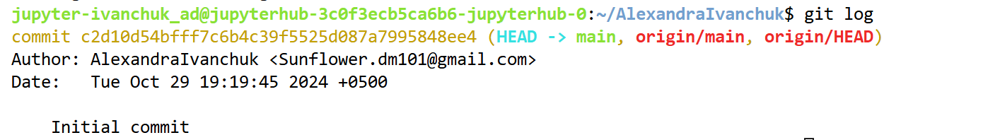 jupyter-ivanchuk_ad@jupyterhub-3c0f3ecb5ca6b6-jupyterhub-0:~/AlexandraIvanchuk$ git log
commit c2d10d54bfff7c6b4c39f5525d087a7995848ee4 (HEAD -> main, origin/main, origin/HEAD)
Author: AlexandraIvanchuk <Sunflower.dm101@gmail.com>
Date:   Tue Oct 29 19:19:45 2024 +0500

    Initial commit